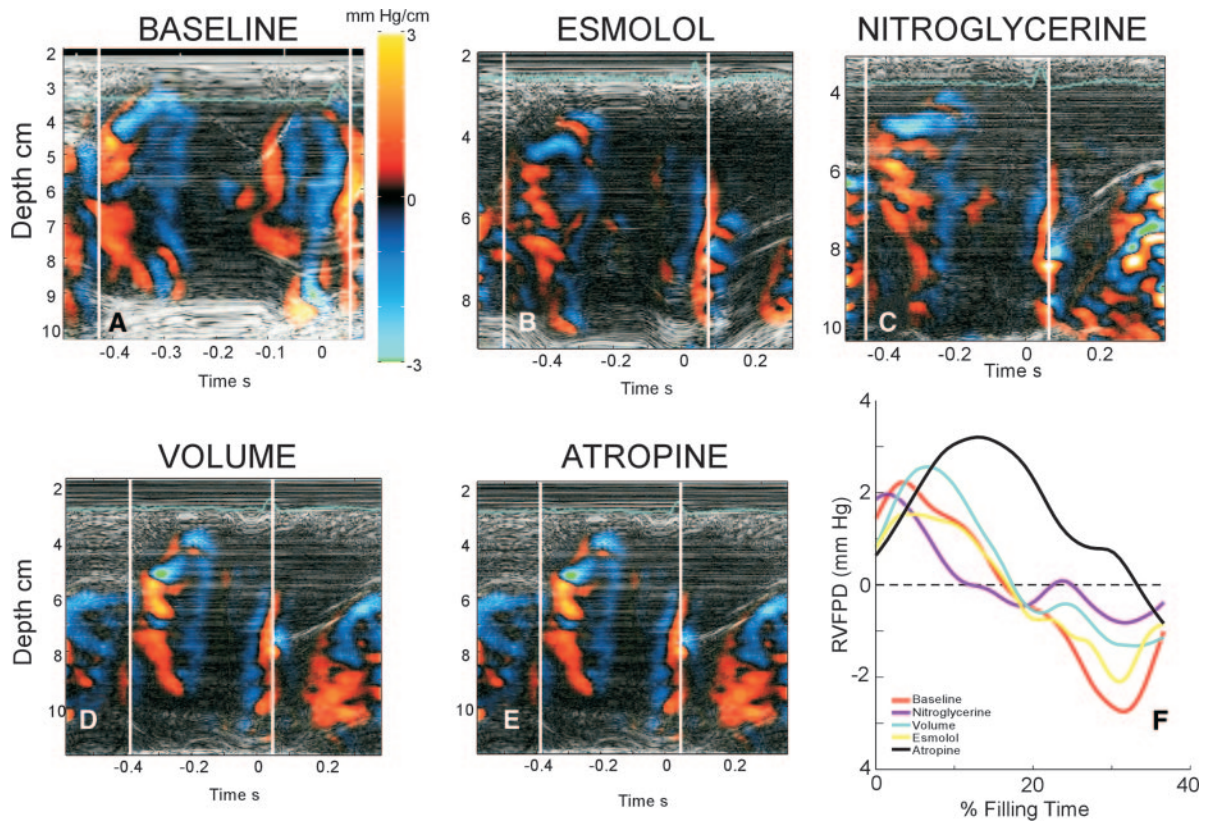 BASELINE
mm Hg/cm
ESMOLOL
NITROGLYCERINE
3
0
-3
Depth cm
2
3
4
5
6
7
8
9
10
A
-0.4 -0.3 -0.1 0
Time s
2
4
6
8
B
-0.4 -0.2 0 0.2
Time s
2
4
6
8
10
C
-0.4 -0.2 0 0.2
Time s
VOLUME
ATROPINE
Depth cm
2
4
6
8
10
D
-0.4 -0.2 0 0.2
Time s
2
4
6
8
10
E
-0.4 -0.2 0 0.2
Time s
RVFPD (mm Hg)
4
2
0
-2
4
Baseline
Nitroglycerine
Volume
Esmolol
Atropine
F
0 20 40
% Filling Time